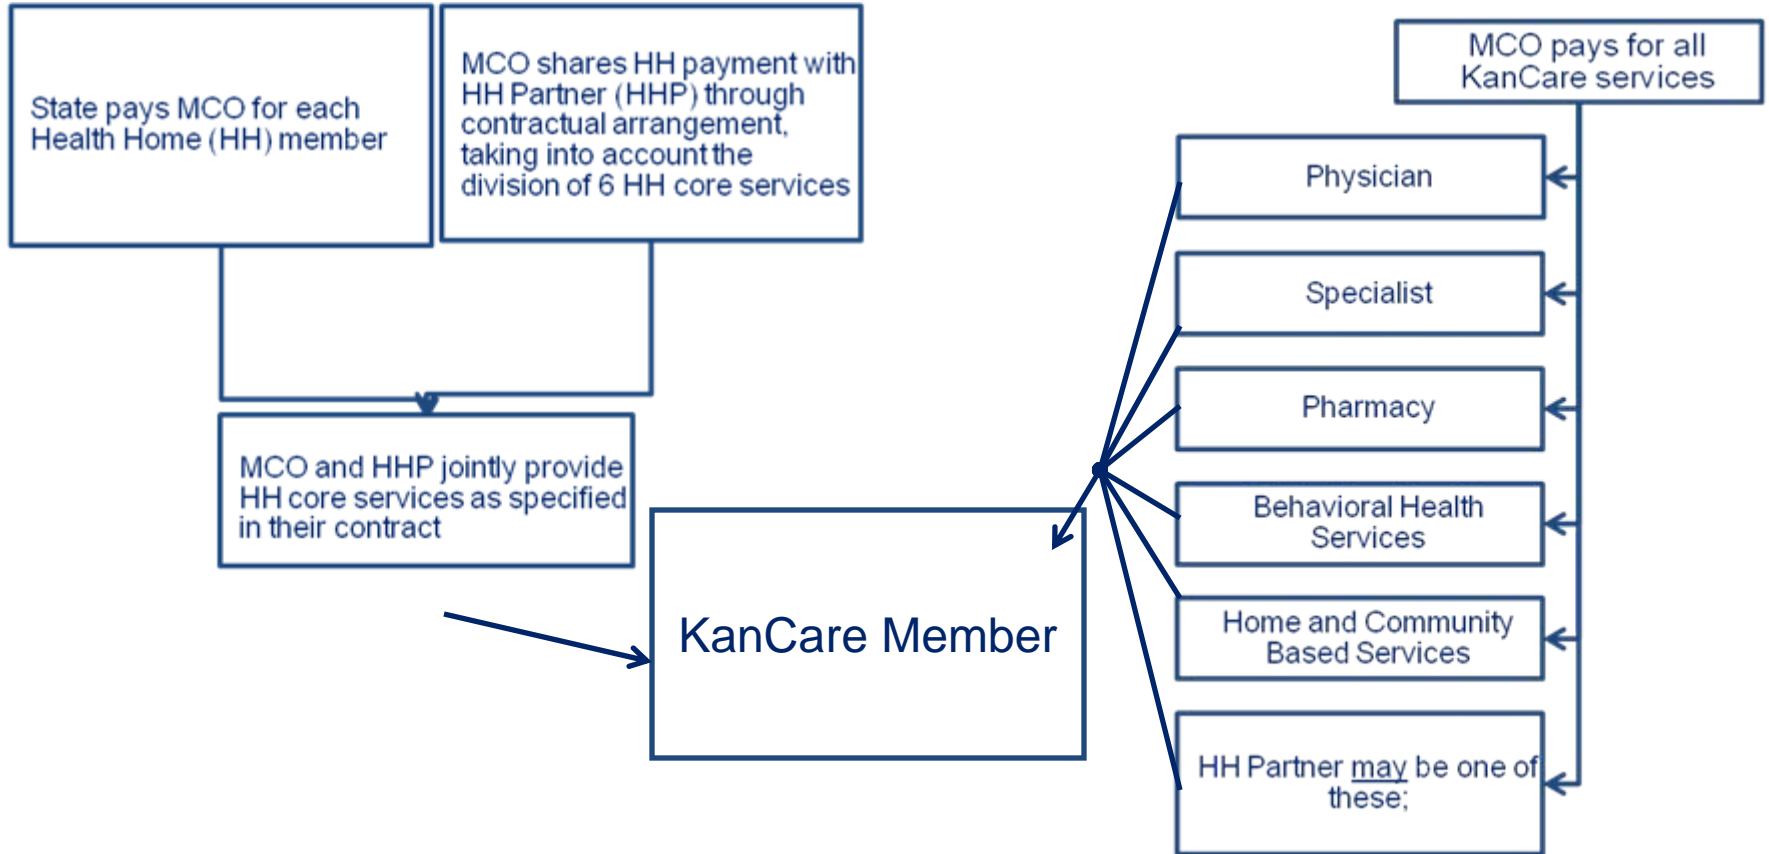 State pays MCO for each
Health Home (HH) member
MCO shares HH payment with
HH Partner (HHP) through
contractual arrangement,
taking into account the
division of 6 HH core services
MCO and HHP jointly provide
HH core services as specified
in their contract
KanCare Member
MCO pays for all
KanCare services
Physician
Specialist
Pharmacy
Behavioral Health
Services
Home and Community
Based Services
HH Partner may be one of
these;